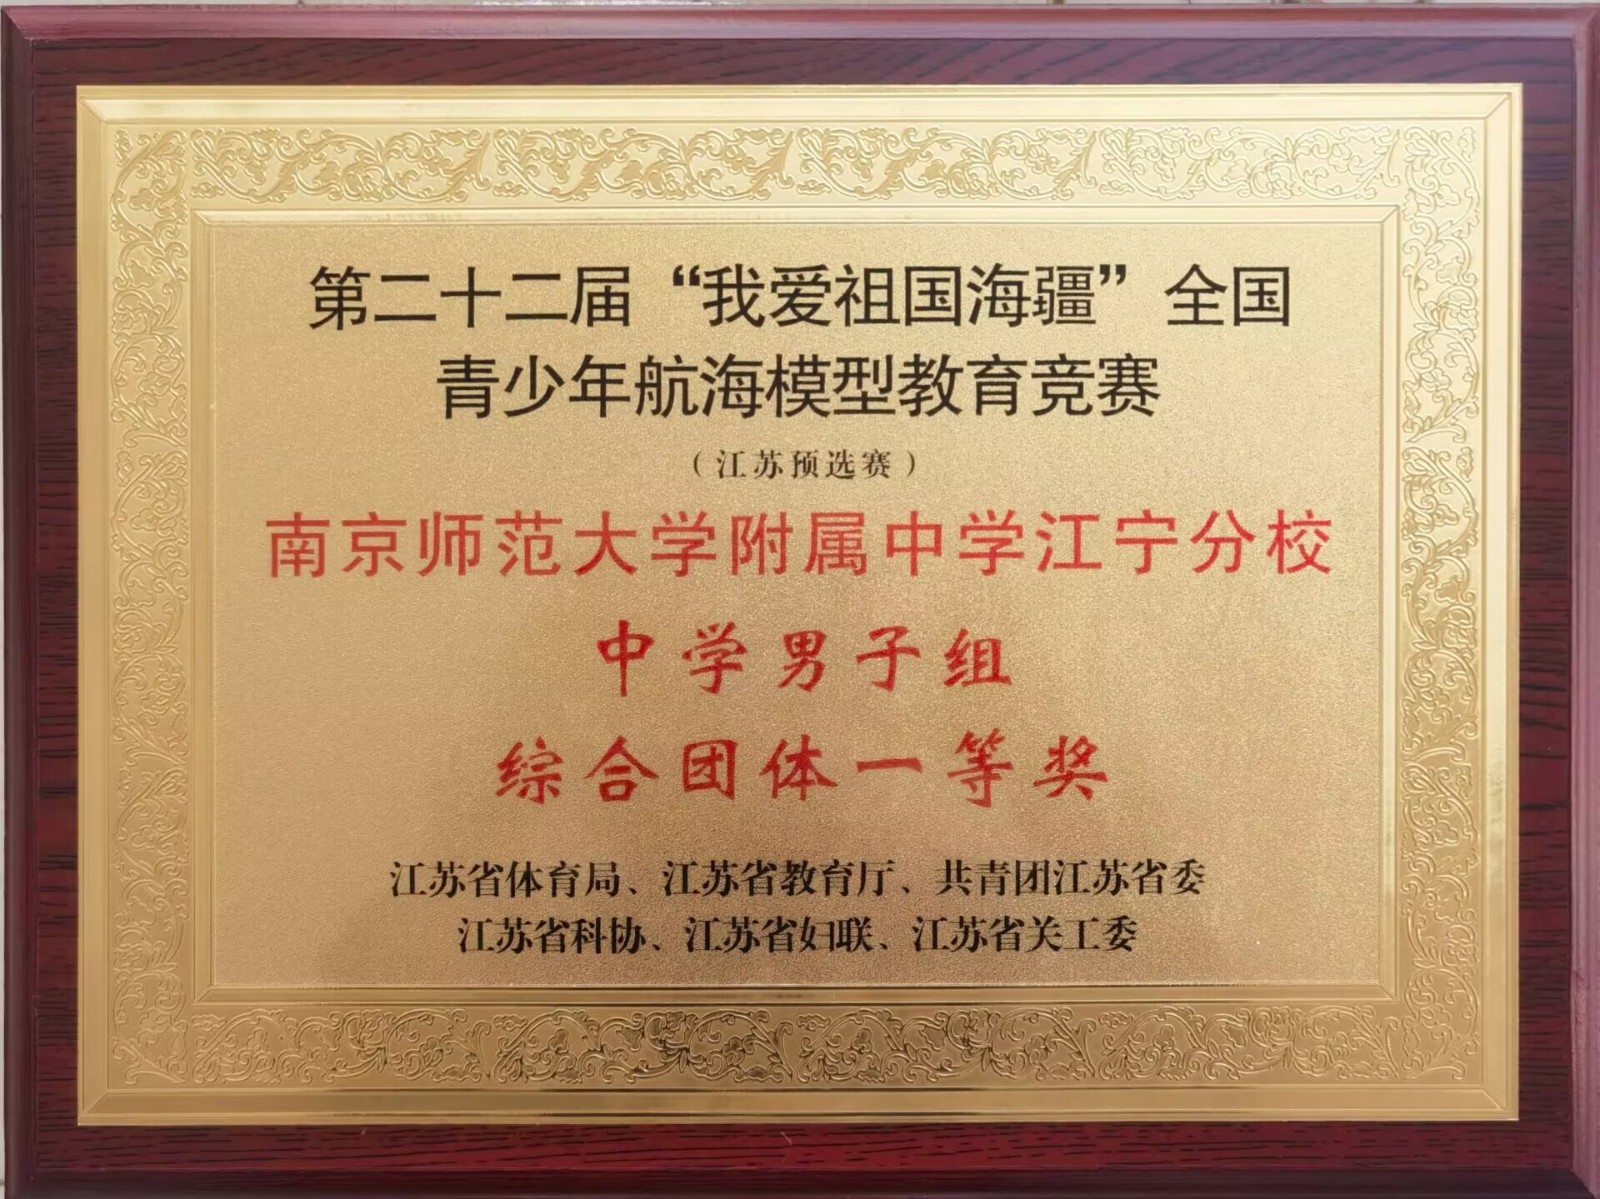 第二十二届“我爱祖国海疆”全国
青少年航海模型教育竞赛
（江苏预选赛）
南京师范大学附属中学江宁分校
中学男子组
综合团体一等奖
江苏省体育局、江苏省教育厅、共青团江苏省委
江苏省科协、江苏省妇联、江苏省关工委